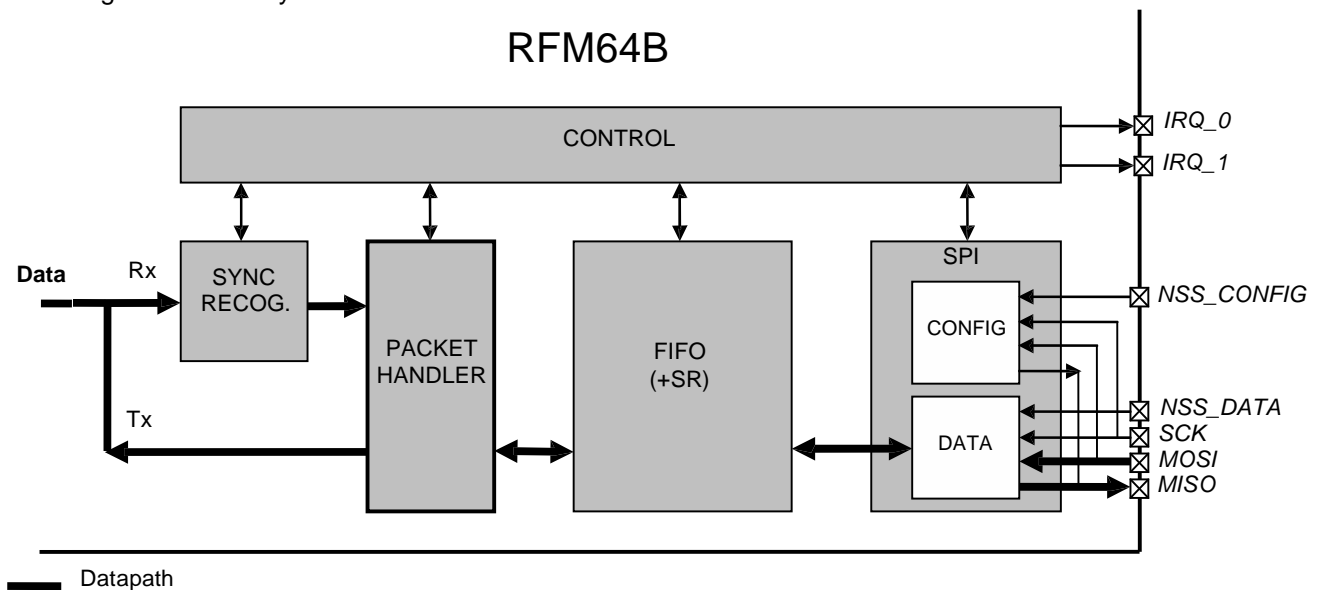 RFM64B
CONTROL
IRQ_0
IRQ_1
Data
Rx
SYNC
RECOG.
Tx
PACKET
HANDLER
FIFO
(+SR)
SPI
CONFIG
DATA
NSS_CONFIG
NSS_DATA
SCK
MOSI
MISO
Datapath